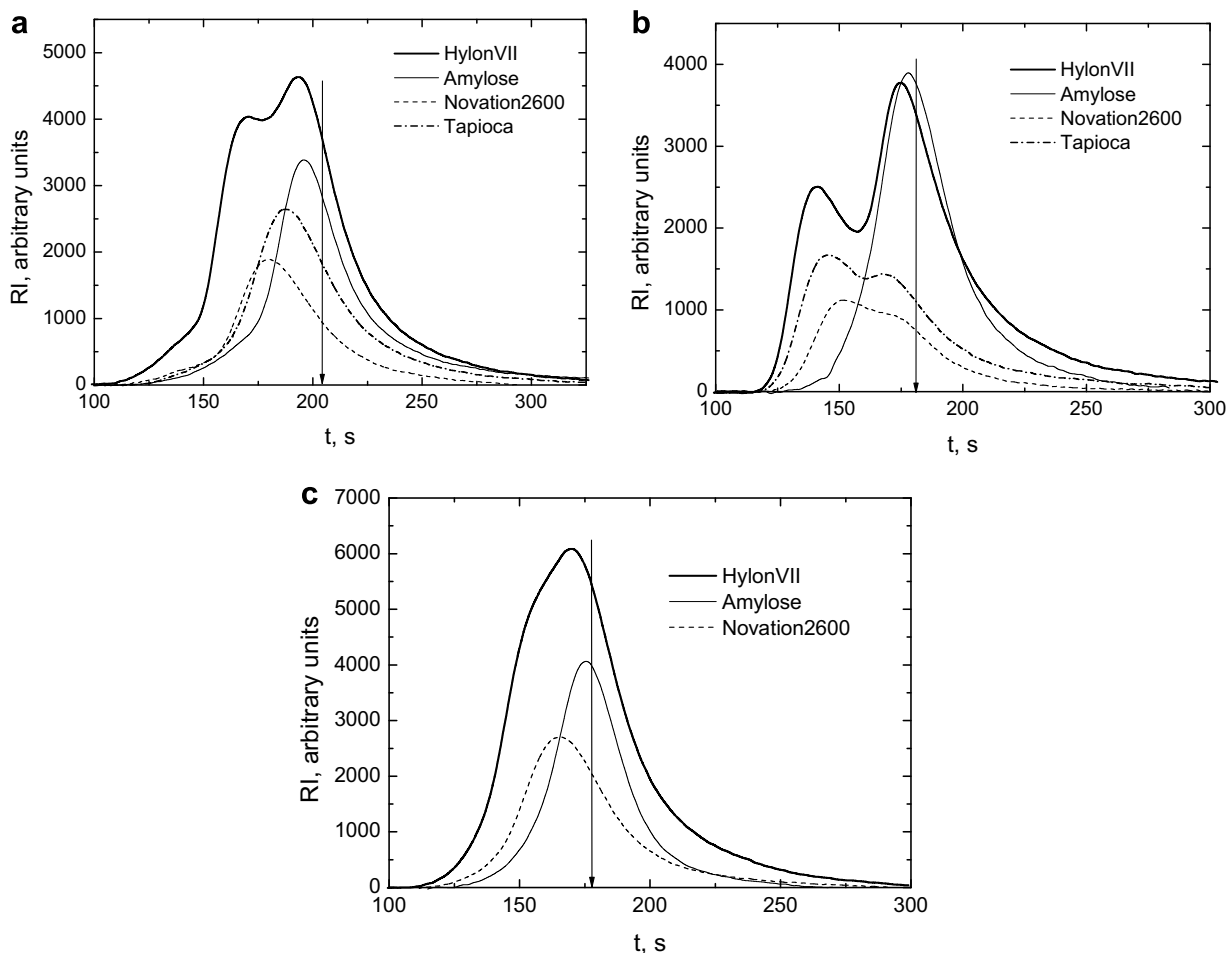 a
5000
4000
3000
2000
1000
0
RI, arbitrary units
HylonVII
Amylose
Novation2600
Tapioca
100 150 200 250 300
t, s
b
4000
3000
2000
1000
0
RI, arbitrary units
HylonVII
Amylose
Novation2600
Tapioca
100 150 200 250 300
t, s
c
7000
6000
5000
4000
3000
2000
1000
0
RI, arbitrary units
HylonVII
Amylose
Novation2600
100 150 200 250 300
t, s